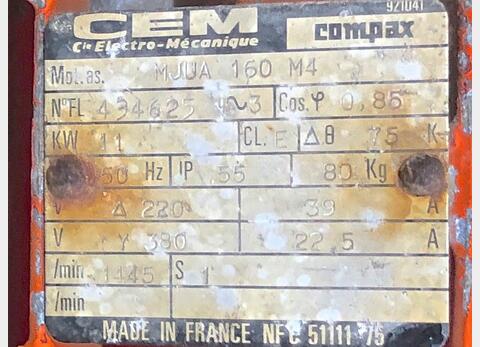 921041
CEM compax
Cie Electro-Mécanique
Mot.as. MJUA 160 M4
N°FL 434625 ~ 3 Cos.φ 0,85
KW 11 CL. E Δθ 75 K
50 Hz IP 55 80 Kg
V Δ 220 39 A
V Y 380 22.5 A
/min 1445 S 1
/min
MADE IN FRANCE NFC 51111 75